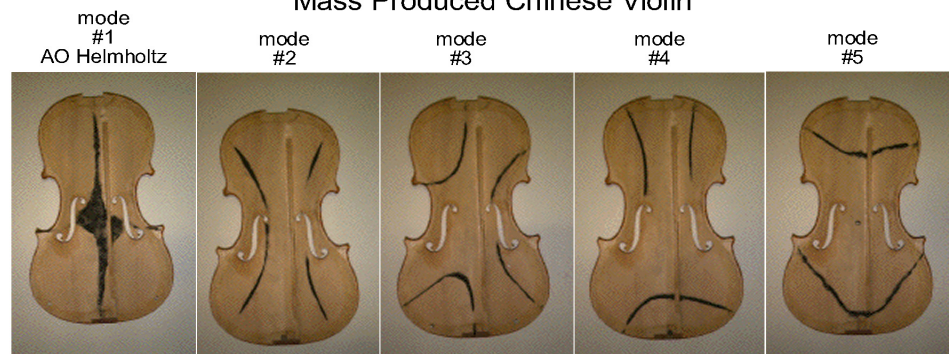 Mass Produced Chinese Violin
mode
#1
AO Helmholtz
mode
#2
mode
#3
mode
#4
mode
#5